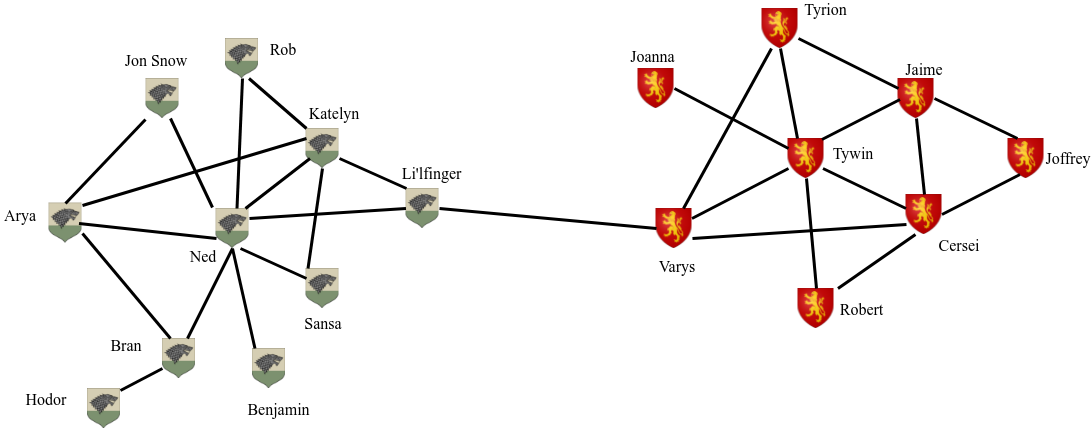 Tyrion
Rob
Joanna
Jon Snow
Jaime
Katelyn
Tywin
Joffrey
Li'lfinger
Arya
Ned
Cersei
Varys
Robert
Sansa
Bran
Hodor
Benjamin